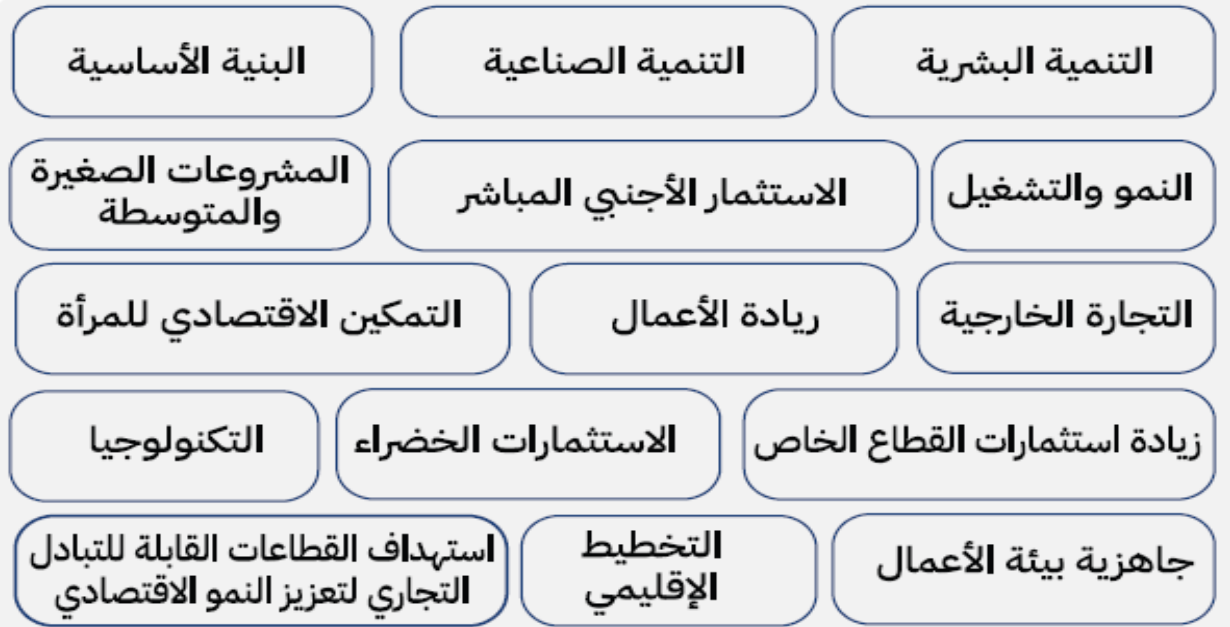 التنمية البشرية
التنمية الصناعية
البنية الأساسية
النمو والتشغيل
الاستثمار الأجنبي المباشر
المشروعات الصغيرة
والمتوسطة
التجارة الخارجية
ريادة الأعمال
التمكين الاقتصادي للمرأة
زيادة استثمارات القطاع الخاص
الاستثمارات الخضراء
التكنولوجيا
جاهزية بيئة الأعمال
التخطيط
الإقليمي
استهداف القطاعات القابلة للتبادل
التجاري لتعزيز النمو الاقتصادي